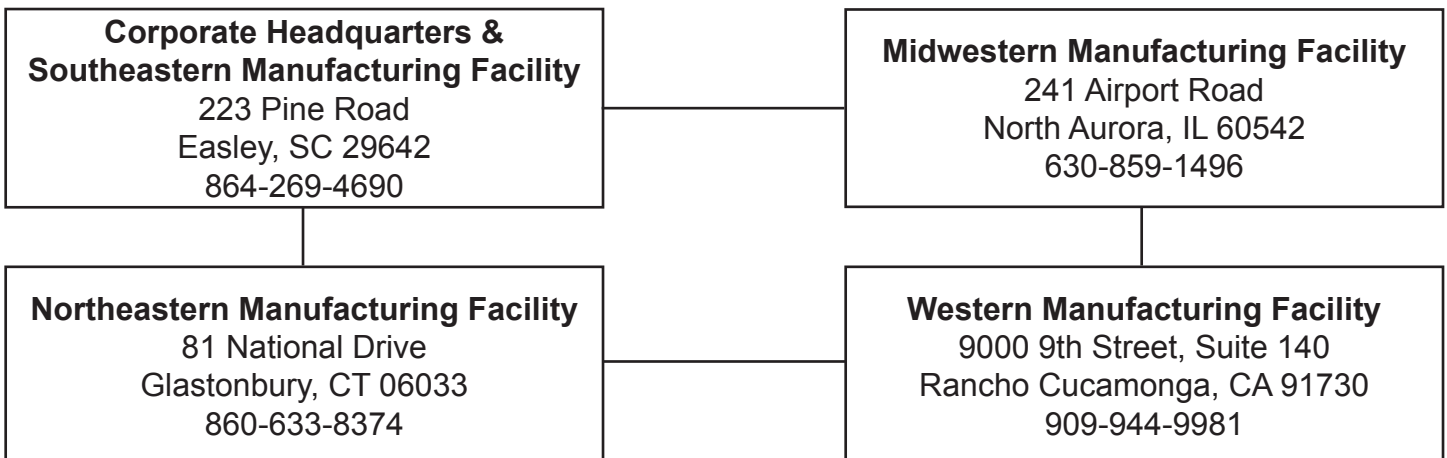 Corporate Headquarters &
Southeastern Manufacturing Facility
223 Pine Road
Easley, SC 29642
864-269-4690
Midwestern Manufacturing Facility
241 Airport Road
North Aurora, IL 60542
630-859-1496
Northeastern Manufacturing Facility
81 National Drive
Glastonbury, CT 06033
860-633-8374
Western Manufacturing Facility
9000 9th Street, Suite 140
Rancho Cucamonga, CA 91730
909-944-9981